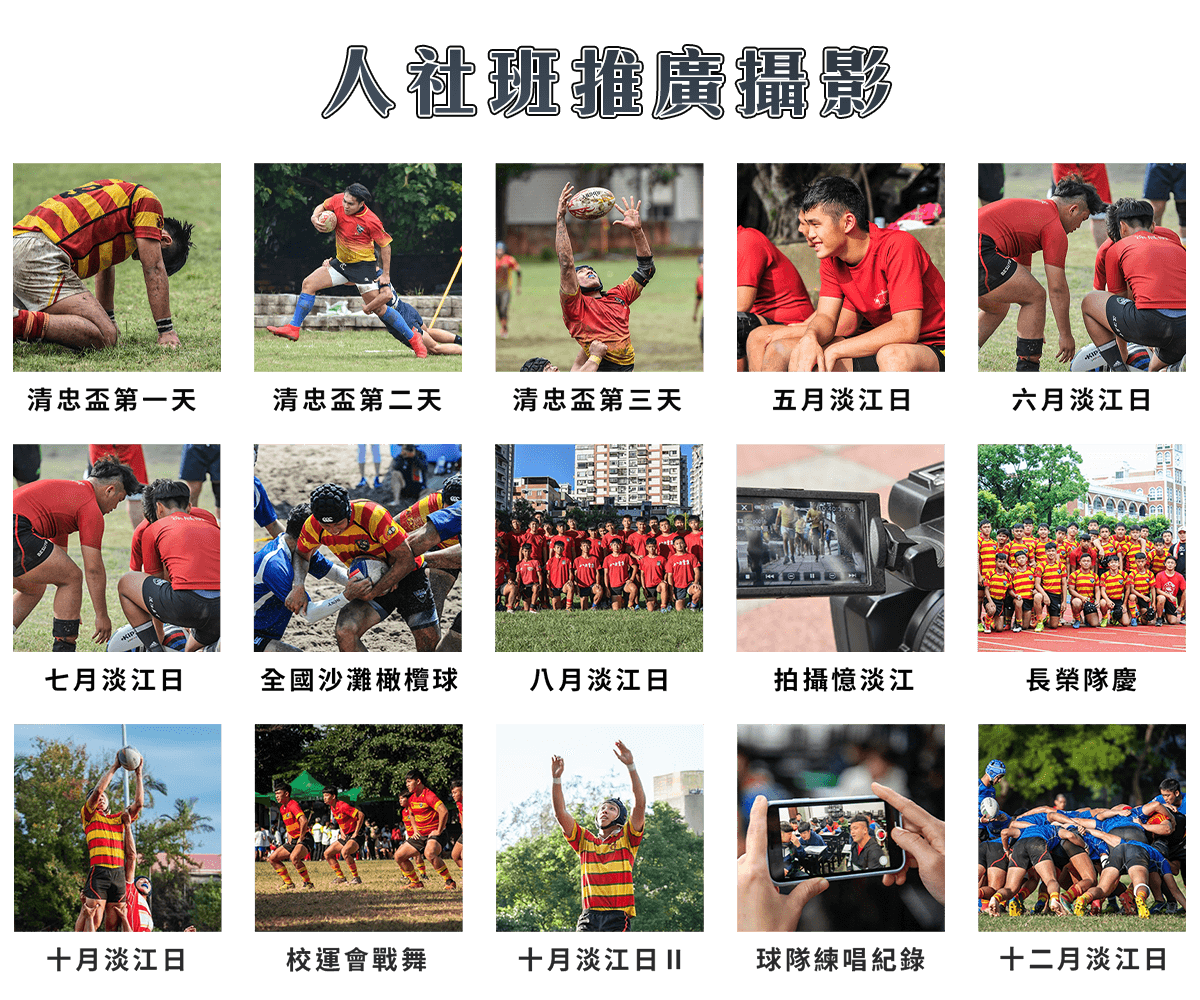 人社班推廣攝影
清忠盃第一天
清忠盃第二天
清忠盃第三天
五月淡江日
六月淡江日
七月淡江日
全國沙灘橄欖球
八月淡江日
拍攝憶淡江
長榮隊慶
十月淡江日
校運會戰舞
十月淡江日II
球隊練唱紀錄
十二月淡江日